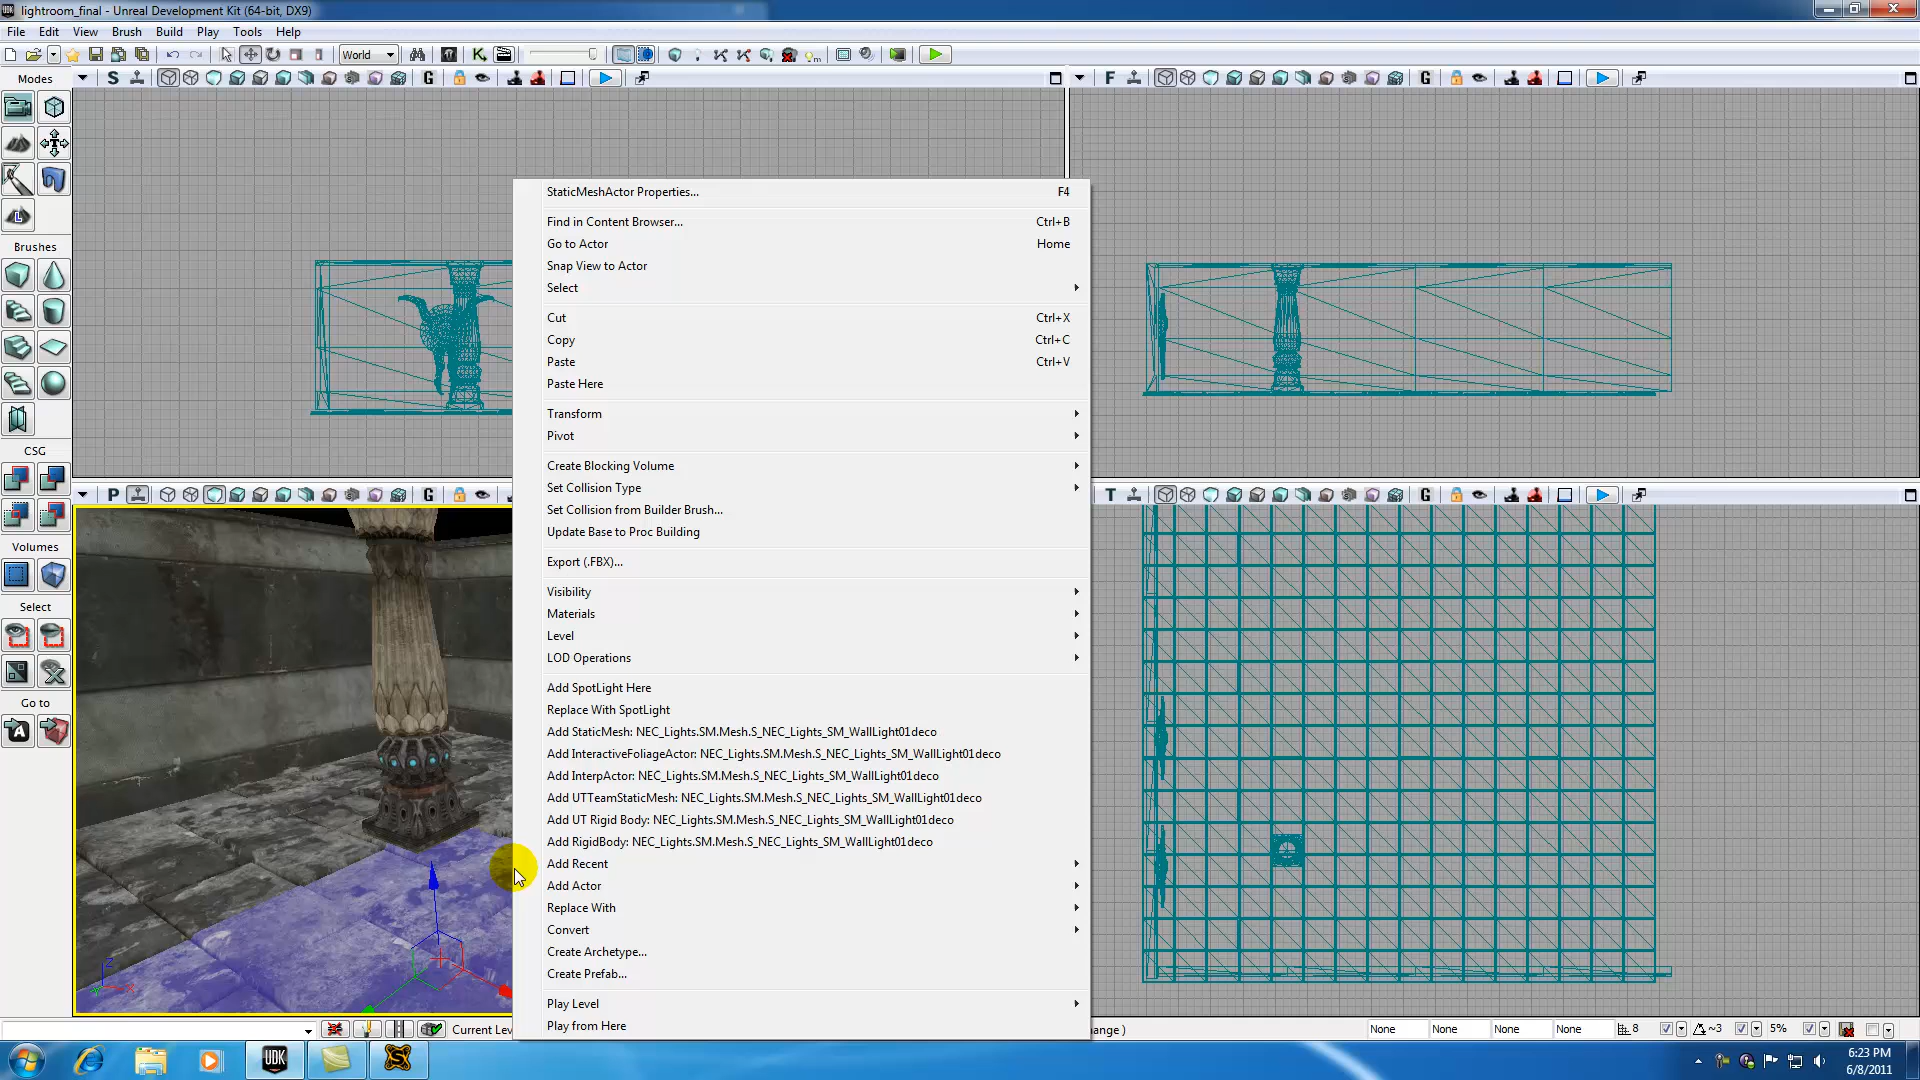 lightroom_final - Unreal Development Kit (64-bit, DX9)
File Edit View Brush Build Play Tools Help
World
Modes
S G
F G
Brushes
CSG
Volumes
Select
Go to
P G
T G
StaticMeshActor Properties... F4
Find in Content Browser... Ctrl+B
Go to Actor Home
Snap View to Actor
Select
Cut Ctrl+X
Copy Ctrl+C
Paste Ctrl+V
Paste Here
Transform
Pivot
Create Blocking Volume
Set Collision Type
Set Collision from Builder Brush...
Update Base to Proc Building
Export (.FBX)...
Visibility
Materials
Level
LOD Operations
Add SpotLight Here
Replace With SpotLight
Add StaticMesh: NEC_Lights.SM.Mesh.S_NEC_Lights_SM_WallLight01deco
Add InteractiveFoliageActor: NEC_Lights.SM.Mesh.S_NEC_Lights_SM_WallLight01deco
Add InterpActor: NEC_Lights.SM.Mesh.S_NEC_Lights_SM_WallLight01deco
Add UTTeamStaticMesh: NEC_Lights.SM.Mesh.S_NEC_Lights_SM_WallLight01deco
Add UT Rigid Body: NEC_Lights.SM.Mesh.S_NEC_Lights_SM_WallLight01deco
Add RigidBody: NEC_Lights.SM.Mesh.S_NEC_Lights_SM_WallLight01deco
Add Recent
Add Actor
Replace With
Convert
Create Archetype...
Create Prefab...
Play Level
Play from Here
Z
X
Current Lev
ange )
None None None None 8 ~3 5%
UDK
6:23 PM
6/8/2011